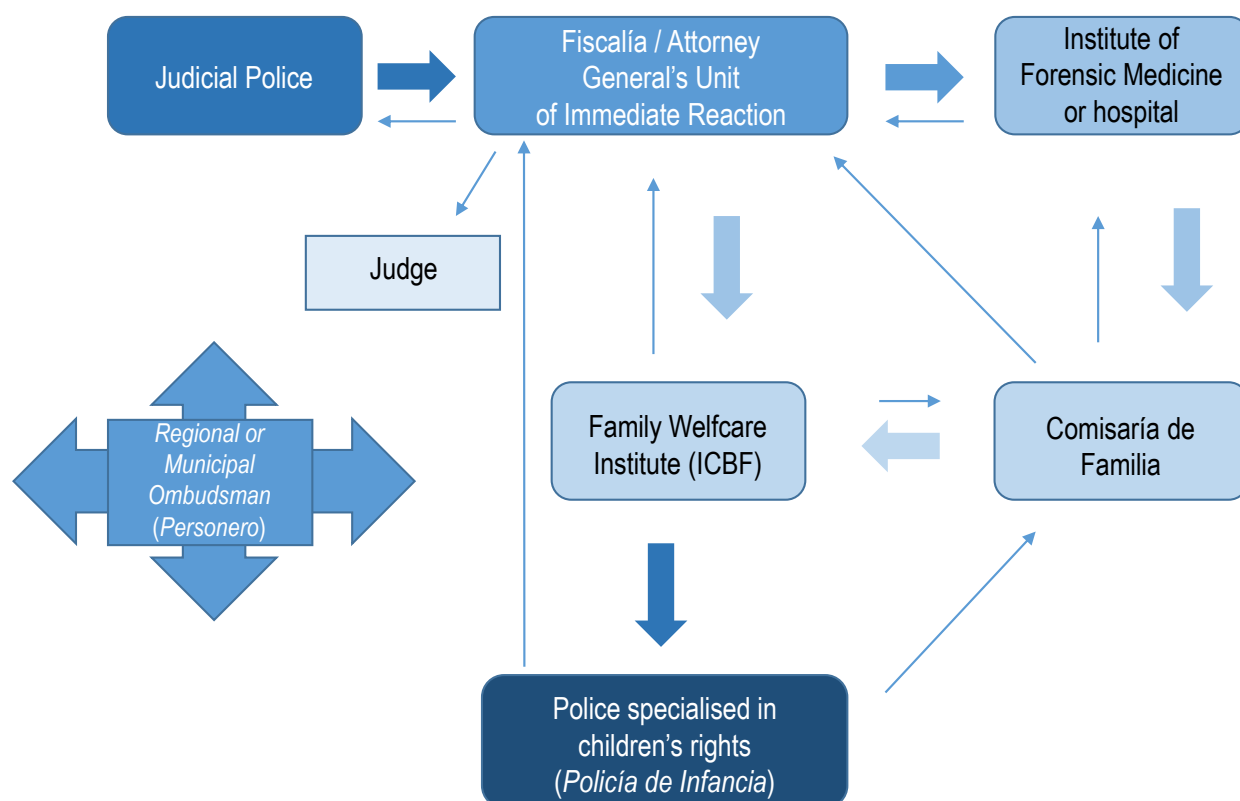 Judicial Police
Fiscalía / Attorney
General’s Unit
of Immediate Reaction
Institute of
Forensic Medicine
or hospital
Judge
Regional or
Municipal
Ombudsman
(Personero)
Family Welfcare
Institute (ICBF)
Comisaría de
Familia
Police specialised in
children’s rights
(Policía de Infancia)